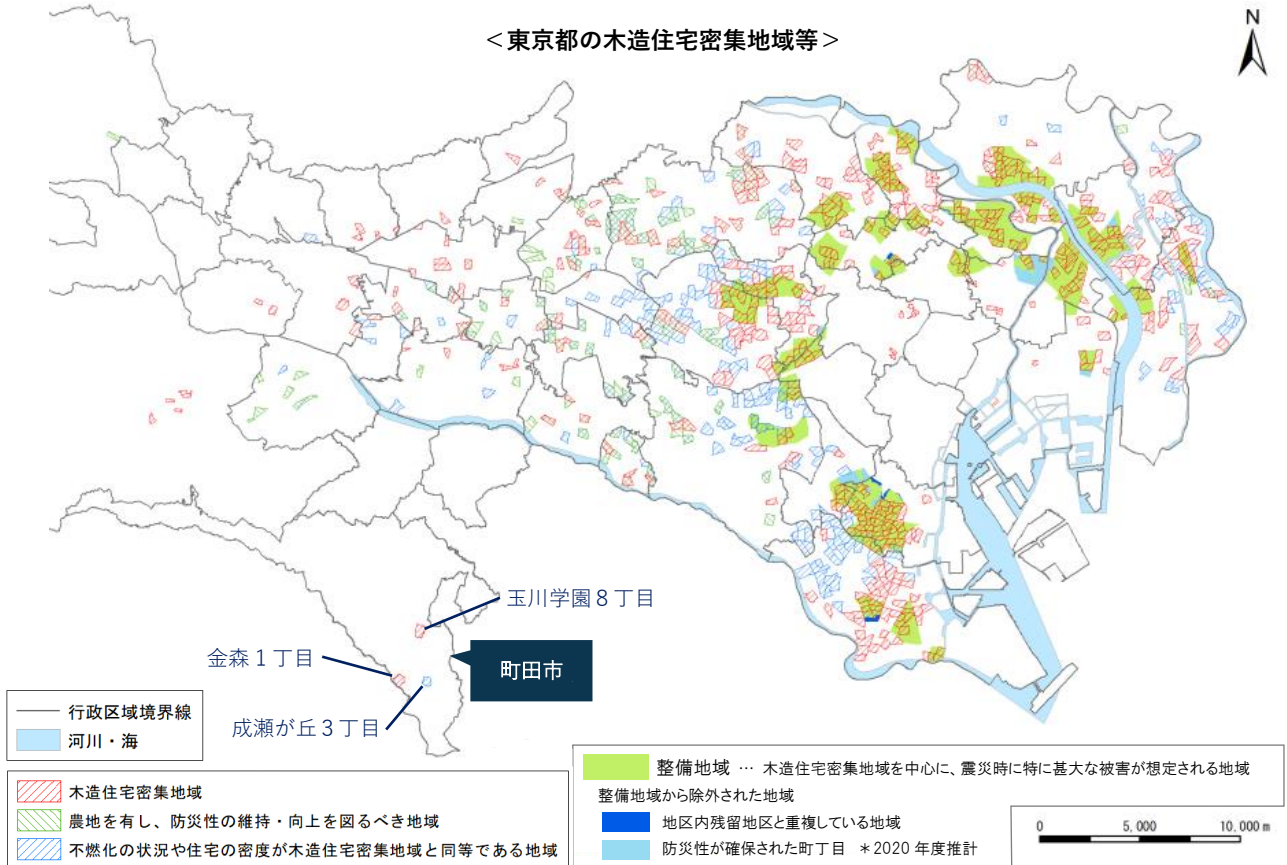 ＜東京都の木造住宅密集地域等＞
N
玉川学園８丁目
金森１丁目
町田市
成瀬が丘３丁目
行政区域境界線
河川・海
木造住宅密集地域
農地を有し、防災性の維持・向上を図るべき地域
不燃化の状況や住宅の密度が木造住宅密集地域と同等である地域
整備地域 … 木造住宅密集地域を中心に、震災時に特に甚大な被害が想定される地域
整備地域から除外された地域
地区内残留地区と重複している地域
防災性が確保された町丁目 ＊2020 年度推計
0 5,000 10,000 m